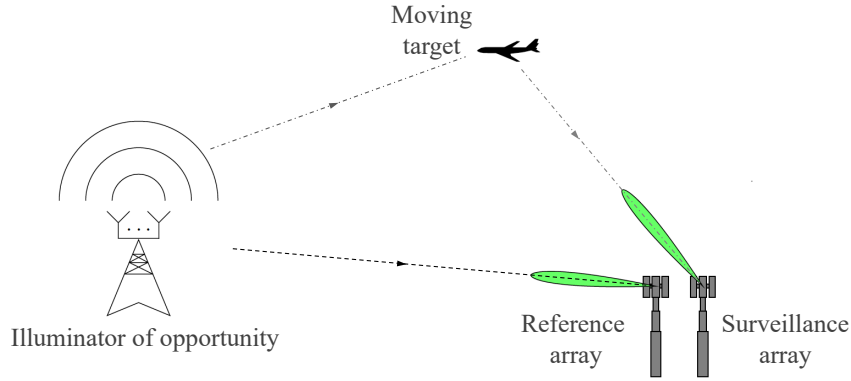 Moving
target
Illuminator of opportunity
Reference
array
Surveillance
array